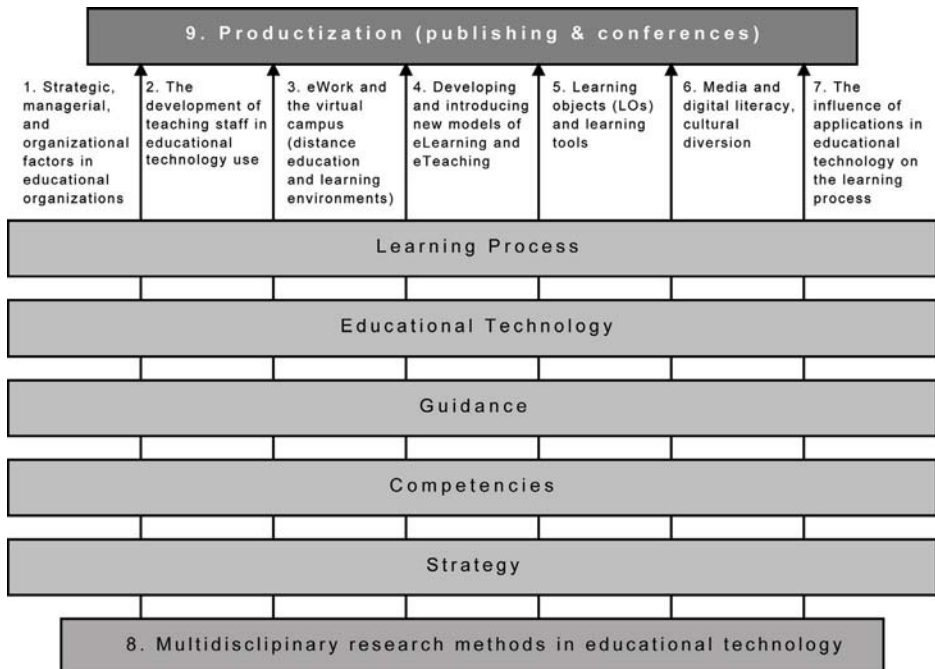 9. Productization (publishing & conferences)
1. Strategic,
managerial,
and
organizational
factors in
educational
organizations
2. The
development of
teaching staff in
educational
technology use
3. eWork and
the virtual
campus
(distance
education
and learning
environments)
4. Developing
and introducing
new models of
eLearning and
eTeaching
5. Learning
objects (LOs)
and learning
tools
6. Media and
digital literacy,
cultural
diversion
7. The
influence of
applications in
educational
technology on
the learning
process
Learning Process
Educational Technology
Guidance
Competencies
Strategy
8. Multidisclipinary research methods in educational technology